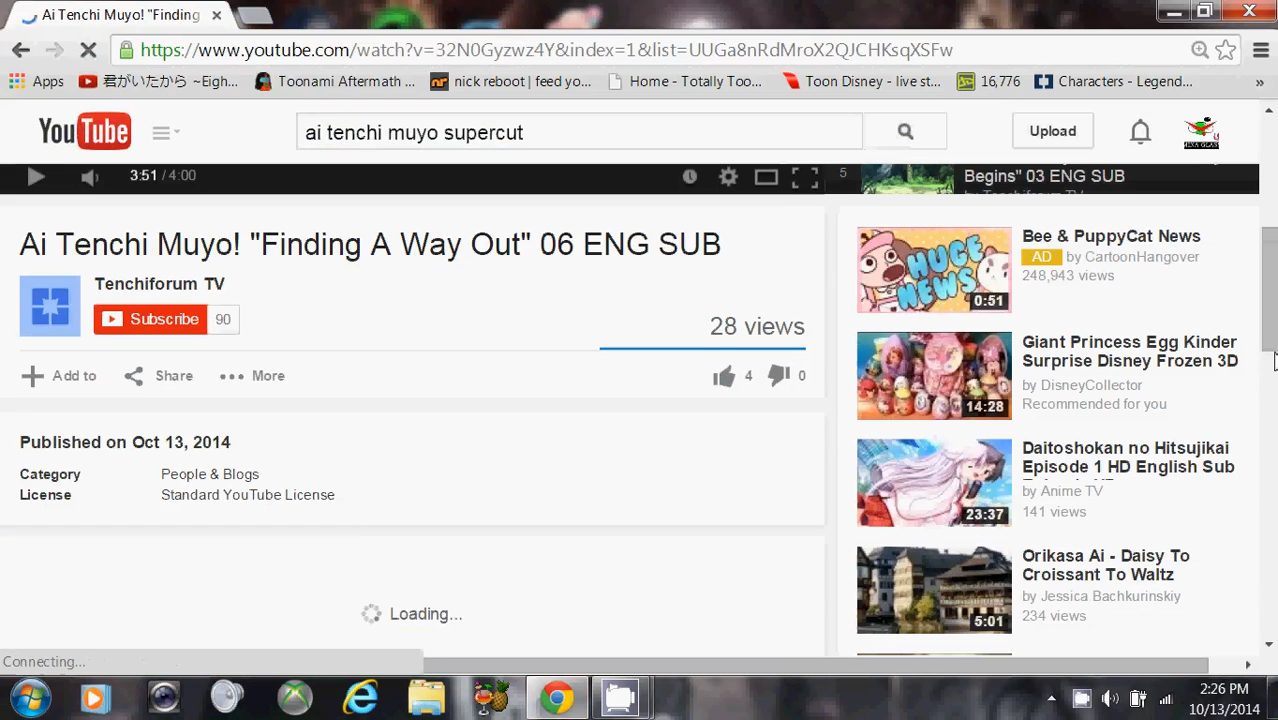 Ai Tenchi Muyo! "Finding
https://www.youtube.com/watch?v=32N0Gyzwz4Y&index=1&list=UUGa8nRdMroX2QJCHKsqXSFw
Apps 君がいたから ~Eigh... Toonami Aftermath ... nick reboot | feed yo... Home - Totally Too... Toon Disney - live st... 16,776 Characters - Legend... »
YouTube ai tenchi muyo supercut Upload
3:51 / 4:00
5 Begins" 03 ENG SUB
by Tenchiforum TV
Ai Tenchi Muyo! "Finding A Way Out" 06 ENG SUB
Tenchiforum TV
Subscribe 90
28 views
Add to Share More 4 0
Published on Oct 13, 2014
Category People & Blogs
License Standard YouTube License
Loading...
HUGE NEWS
0:51
Bee & PuppyCat News
AD by CartoonHangover
248,943 views
14:28
Giant Princess Egg Kinder
Surprise Disney Frozen 3D
by DisneyCollector
Recommended for you
23:37
Daitoshokan no Hitsujikai
Episode 1 HD English Sub
by Anime TV
141 views
5:01
Orikasa Ai - Daisy To
Croissant To Waltz
by Jessica Bachkurinskiy
234 views
Connecting...
2:26 PM
10/13/2014